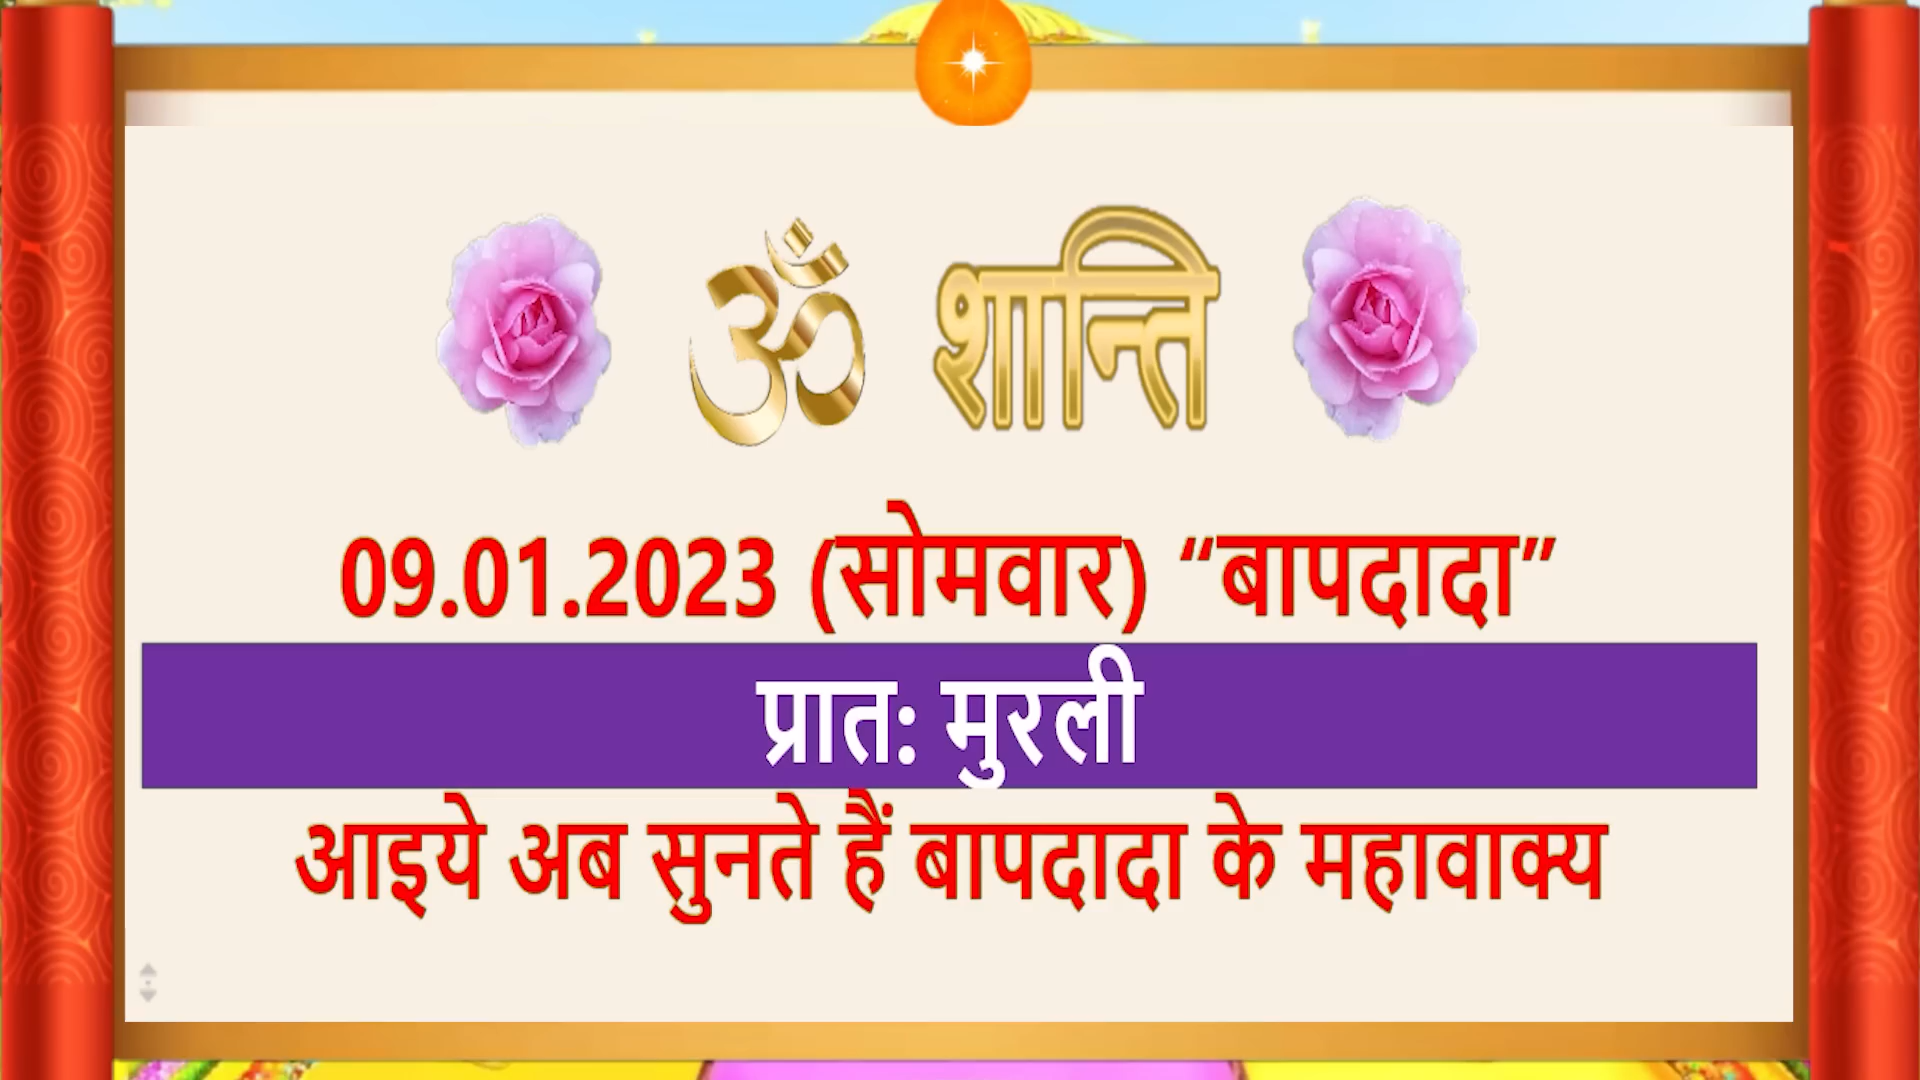 ॐ शान्ति
09.01.2023 (सोमवार) “बापदादा”
प्रात: मुरली
आइये अब सुनते हैं बापदादा के महावाक्य